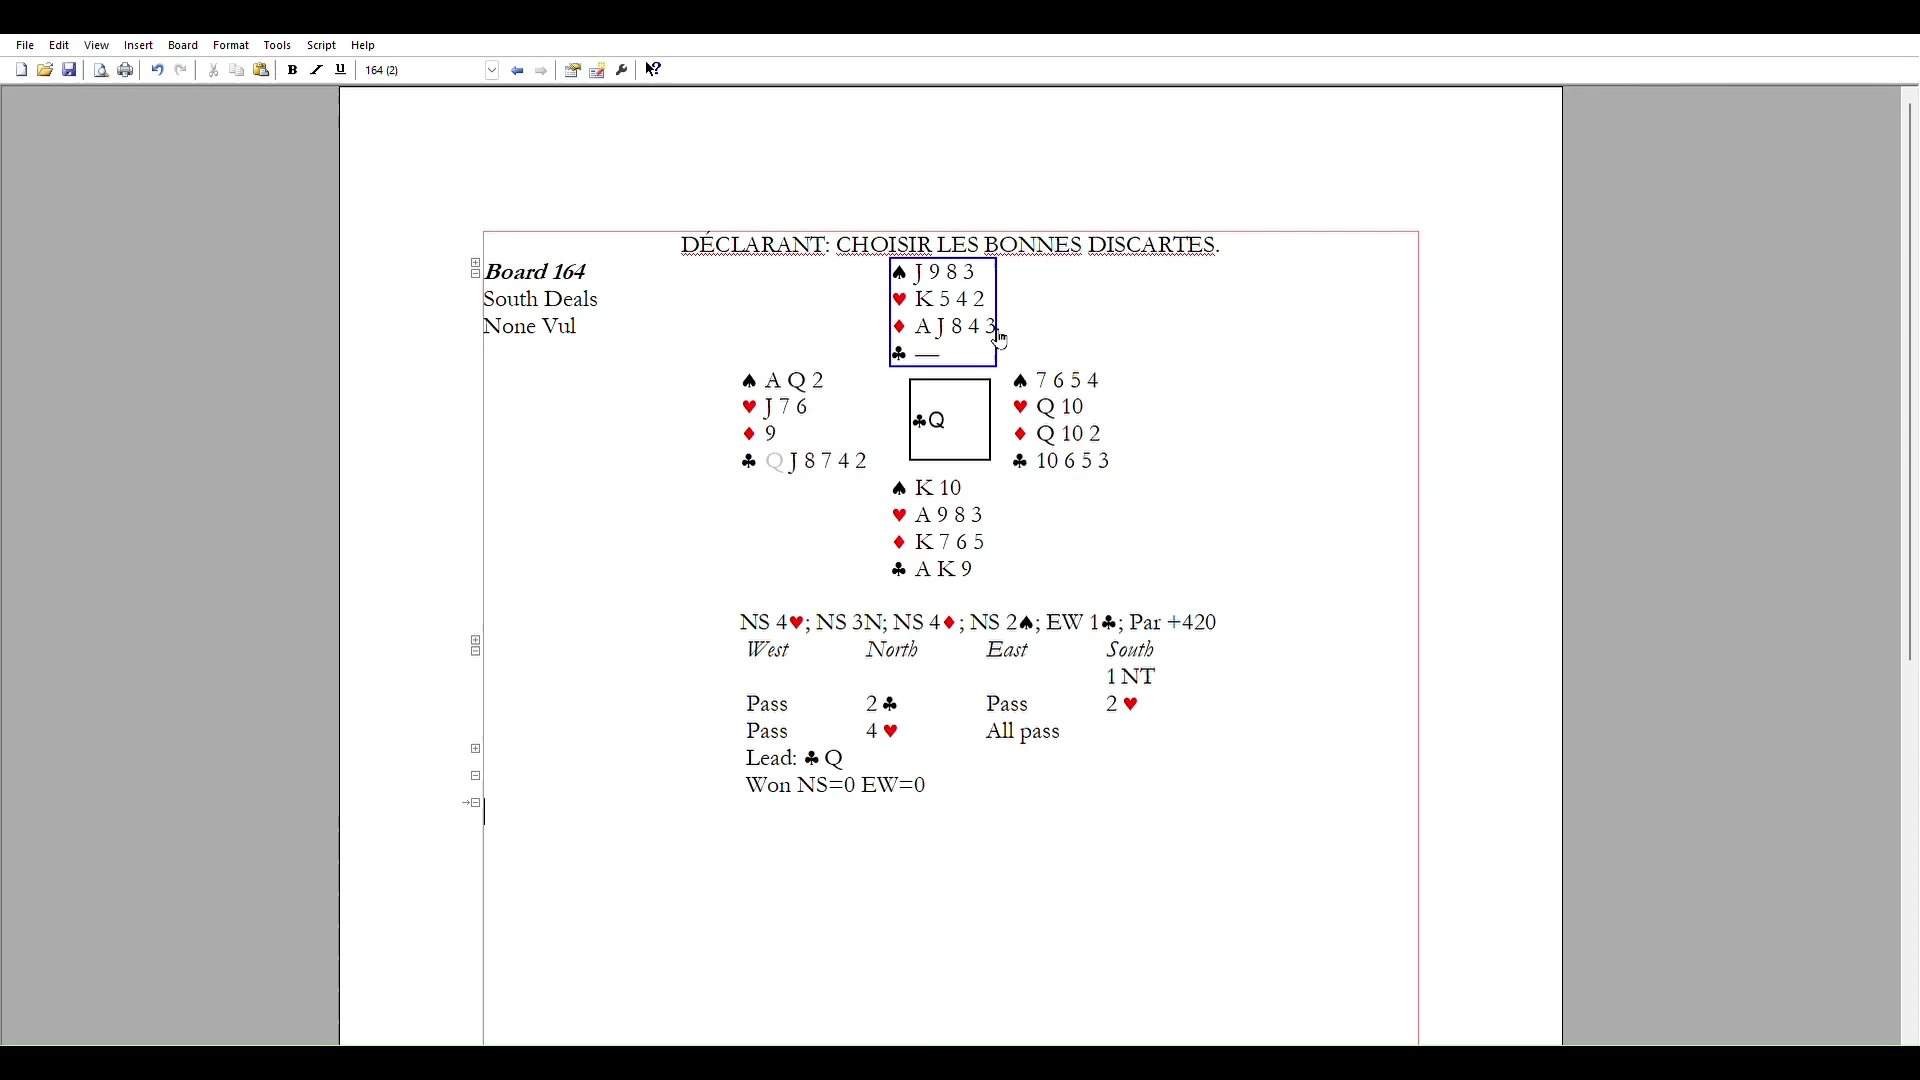 File Edit View Insert Board Format Tools Script Help
B I U 164 (2)
DÉCLARANT: CHOISIR LES BONNES DISCARTES.
Board 164
South Deals
None Vul
♠ J 9 8 3
♥ K 5 4 2
♦ A J 8 4 3
♣ —
♠ A Q 2
♥ J 7 6
♦ 9
♣ Q J 8 7 4 2
♣Q
♠ 7 6 5 4
♥ Q 10
♦ Q 10 2
♣ 10 6 5 3
♠ K 10
♥ A 9 8 3
♦ K 7 6 5
♣ A K 9
NS 4♥; NS 3N; NS 4♦; NS 2♠; EW 1♣; Par +420
West North East South
1 NT
Pass 2 ♣ Pass 2 ♥
Pass 4 ♥ All pass
Lead: ♣ Q
Won NS=0 EW=0